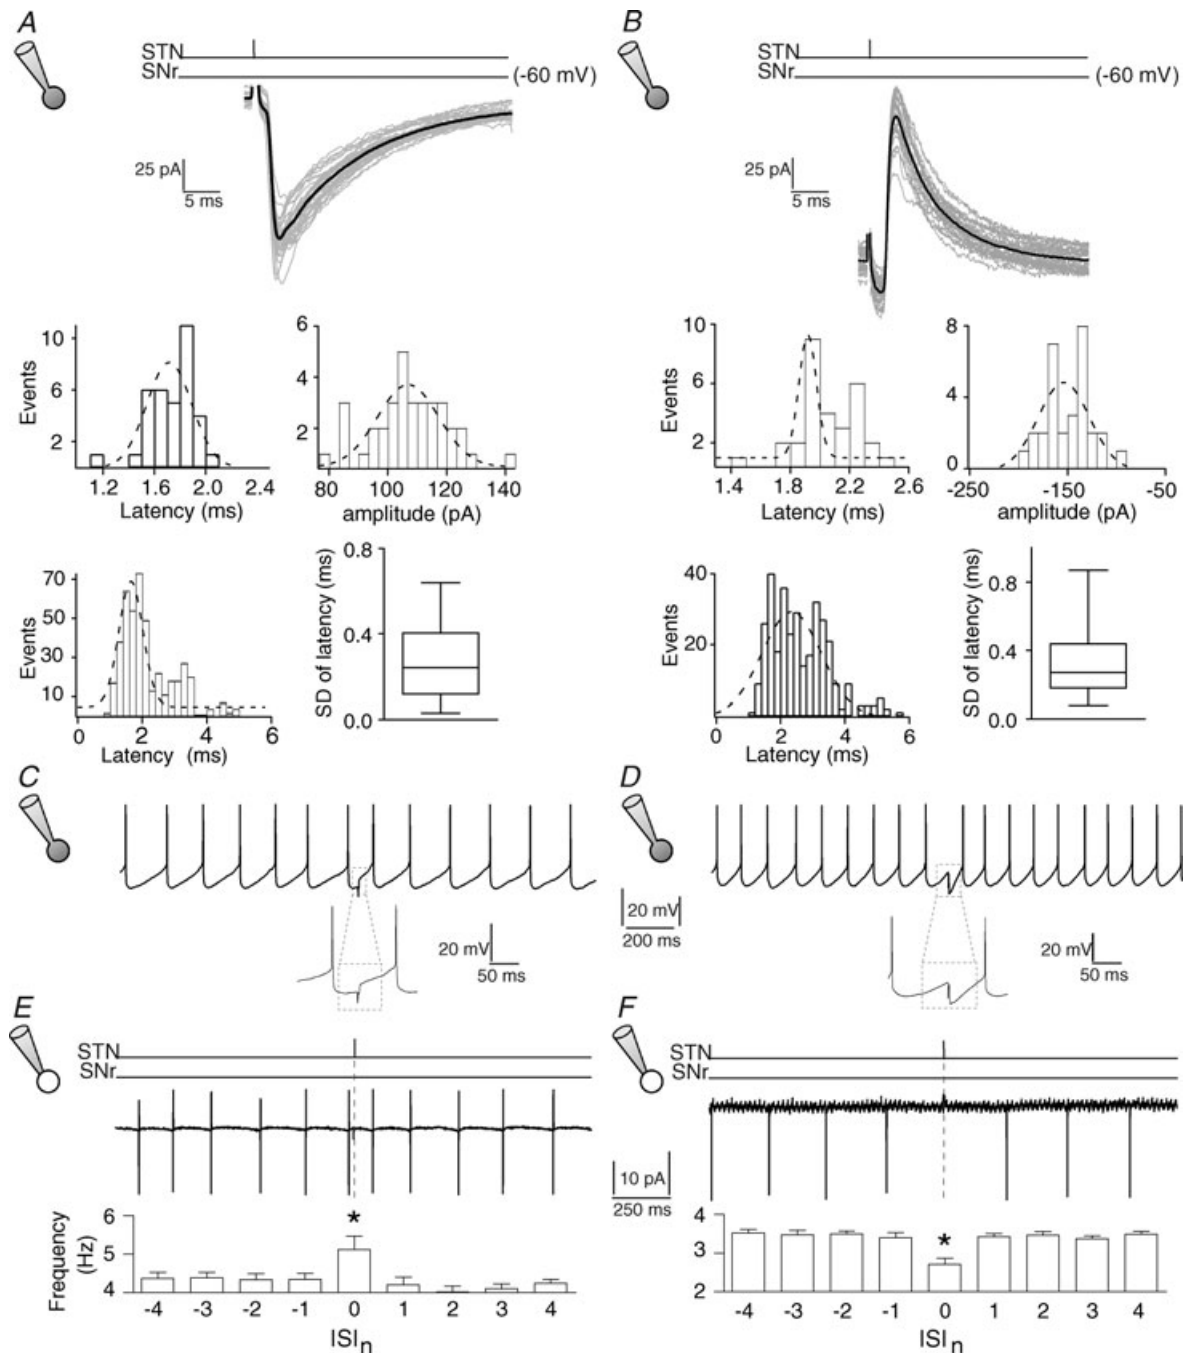 A
STN
SNr
(-60 mV)
25 pA
5 ms
10
6
2
Events
1.2 1.6 2.0 2.4
Latency (ms)
6
4
2
0
80 100 120 140
amplitude (pA)
70
50
30
10
Events
0 2 4 6
Latency (ms)
0.8
0.4
0.0
SD of latency (ms)
B
STN
SNr
(-60 mV)
25 pA
5 ms
10
6
2
Events
1.4 1.8 2.2 2.6
Latency (ms)
8
4
0
-250 -150 -50
amplitude (pA)
40
20
Events
0 2 4 6
Latency (ms)
0.8
0.4
0.0
SD of latency (ms)
C
20 mV
50 ms
D
20 mV
200 ms
20 mV
50 ms
E
STN
SNr
*
6
5
4
Frequency
(Hz)
-4 -3 -2 -1 0 1 2 3 4
ISIn
F
STN
SNr
10 pA
250 ms
*
4
3
2
-4 -3 -2 -1 0 1 2 3 4
ISIn